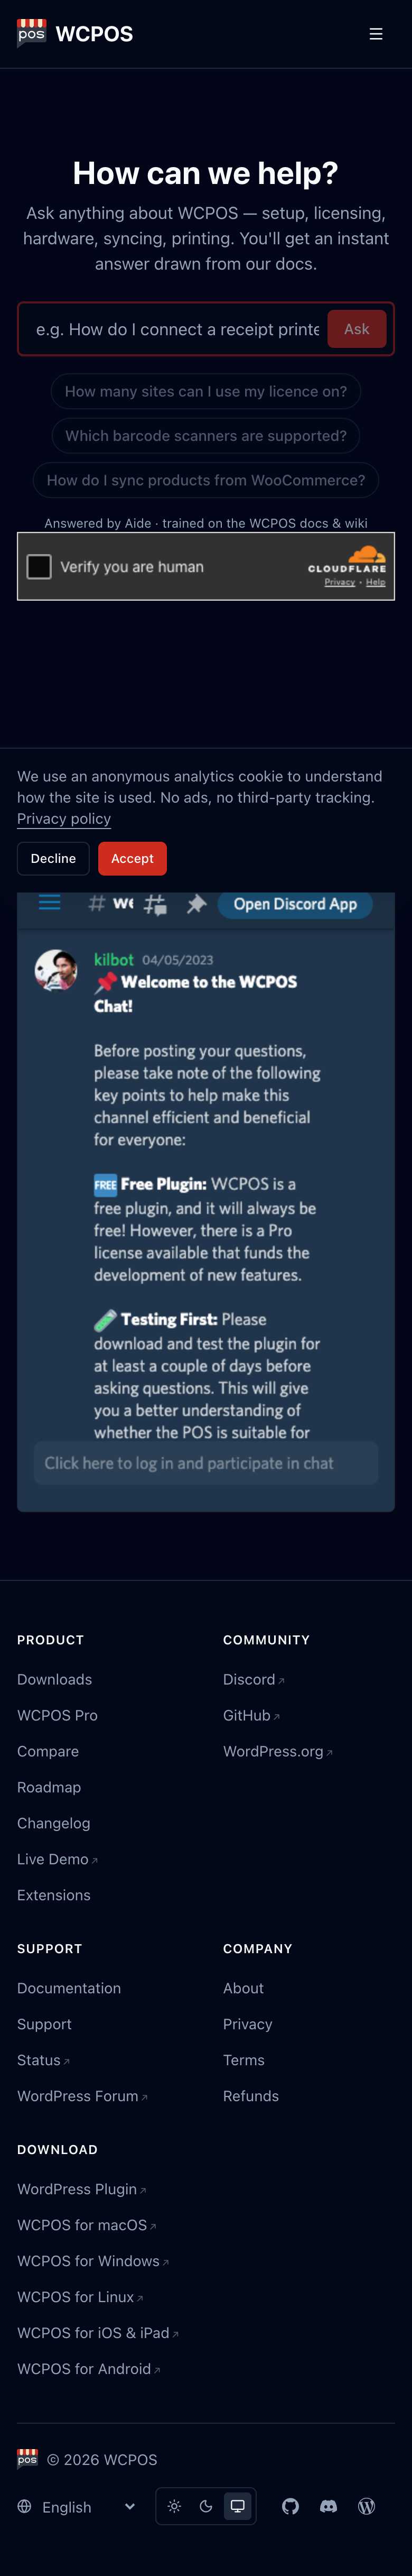 pos WCPOS
How can we help?
Ask anything about WCPOS — setup, licensing,
hardware, syncing, printing. You'll get an instant
answer drawn from our docs.
e.g. How do I connect a receipt printe
Ask
How many sites can I use my licence on?
Which barcode scanners are supported?
How do I sync products from WooCommerce?
Answered by Aide · trained on the WCPOS docs & wiki
Verify you are human
CLOUDFLARE
Privacy • Help
We use an anonymous analytics cookie to understand
how the site is used. No ads, no third-party tracking.
Privacy policy
Decline
Accept
# we
Open Discord App
kilbot 04/05/2023
📌 Welcome to the WCPOS
Chat!
Before posting your questions,
please take note of the following
key points to help make this
channel efficient and beneficial
for everyone:
🆓 Free Plugin: WCPOS is a
free plugin, and it will always be
free! However, there is a Pro
license available that funds the
development of new features.
🧪 Testing First: Please
download and test the plugin for
at least a couple of days before
asking questions. This will give
you a better understanding of
whether the POS is suitable for
Click here to log in and participate in chat
PRODUCT
Downloads
WCPOS Pro
Compare
Roadmap
Changelog
Live Demo ↗
Extensions
COMMUNITY
Discord ↗
GitHub ↗
WordPress.org ↗
SUPPORT
Documentation
Support
Status ↗
WordPress Forum ↗
COMPANY
About
Privacy
Terms
Refunds
DOWNLOAD
WordPress Plugin ↗
WCPOS for macOS ↗
WCPOS for Windows ↗
WCPOS for Linux ↗
WCPOS for iOS & iPad ↗
WCPOS for Android ↗
pos © 2026 WCPOS
English